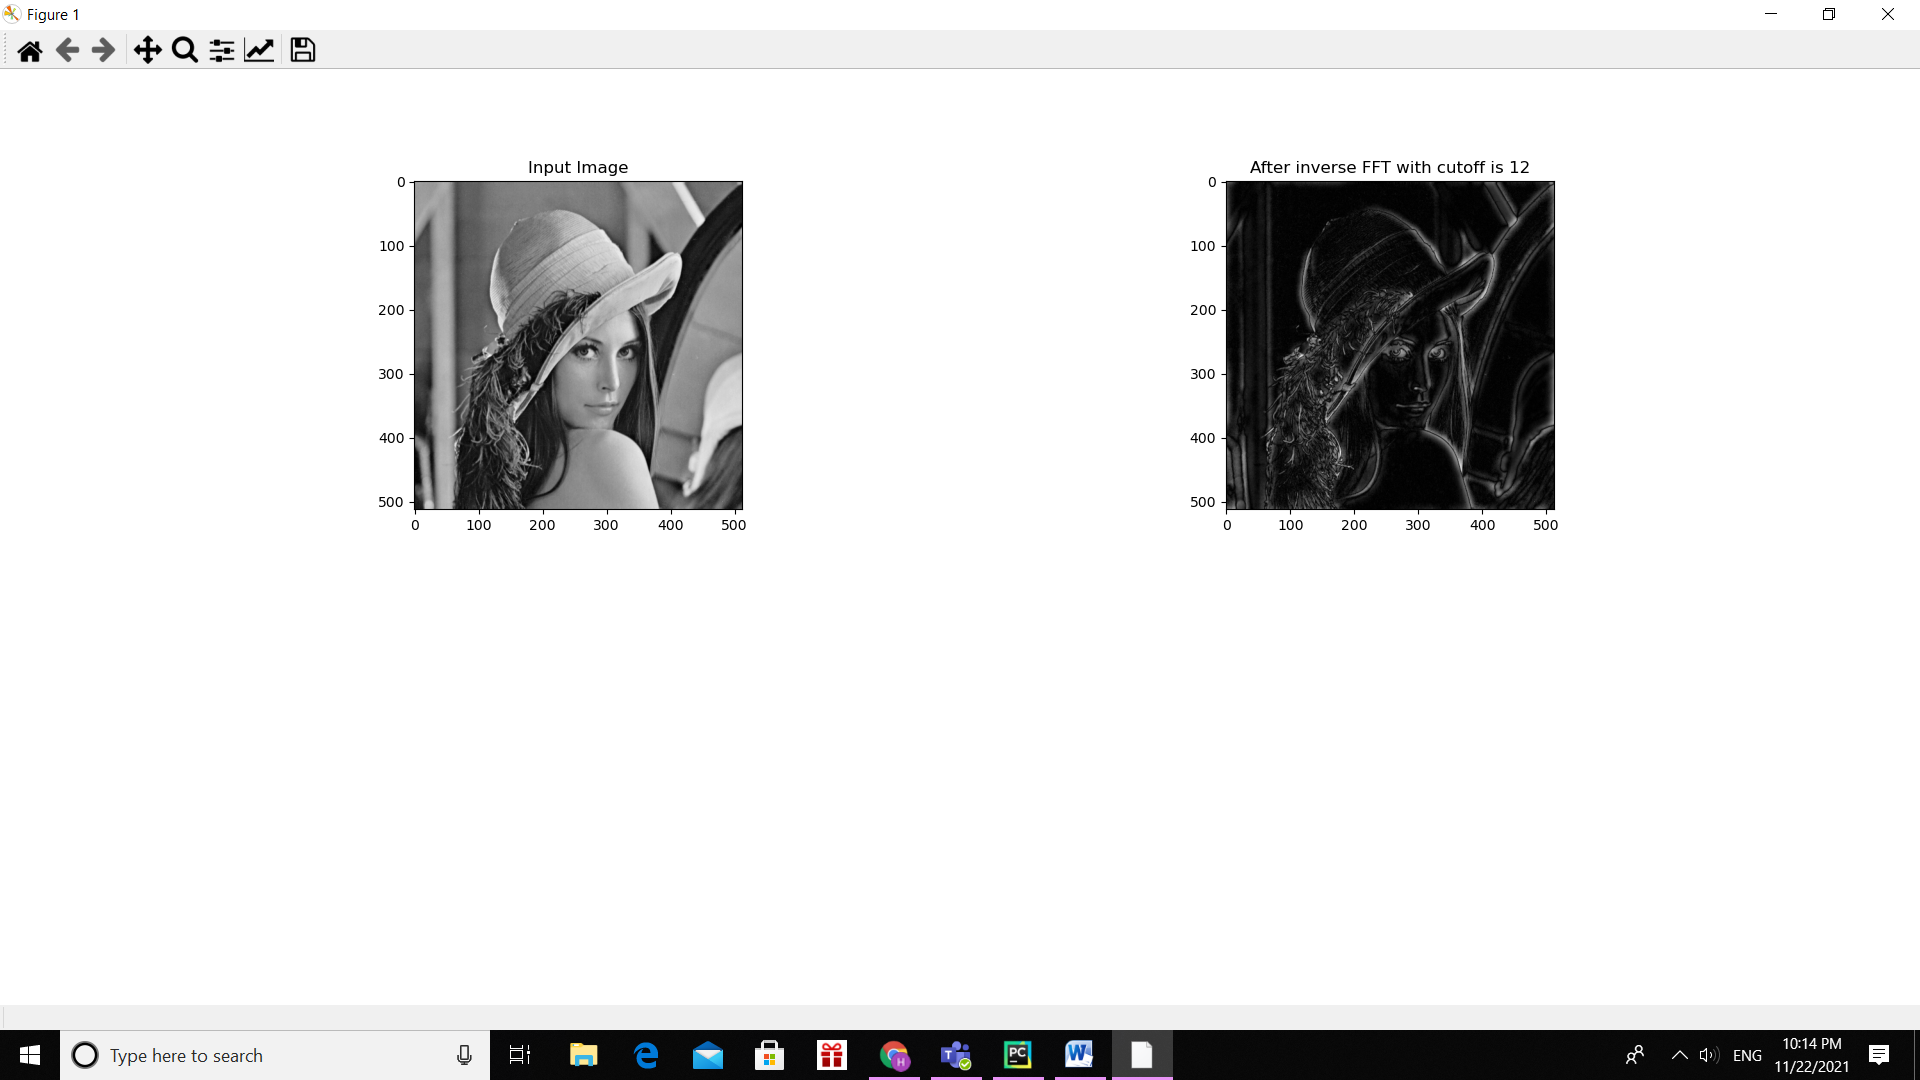 Figure 1
Input Image
After inverse FFT with cutoff is 12
0
100
200
300
400
500
0 100 200 300 400 500
0
100
200
300
400
500
0 100 200 300 400 500
Type here to search
H
T
PC
W
ENG
10:14 PM
11/22/2021